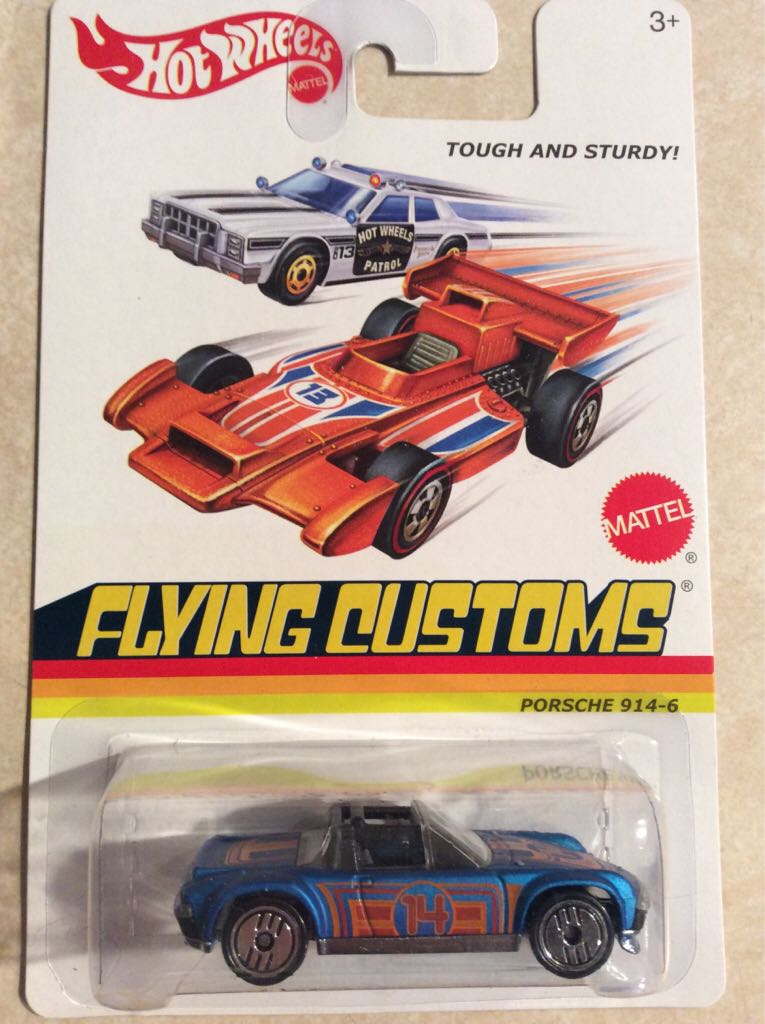 HOT WHEELS
MATTEL
3+
TOUGH AND STURDY!
13
HOT WHEELS
PATROL
13
MATTEL
®
FLYING CUSTOMS®
PORSCHE 914-6
14